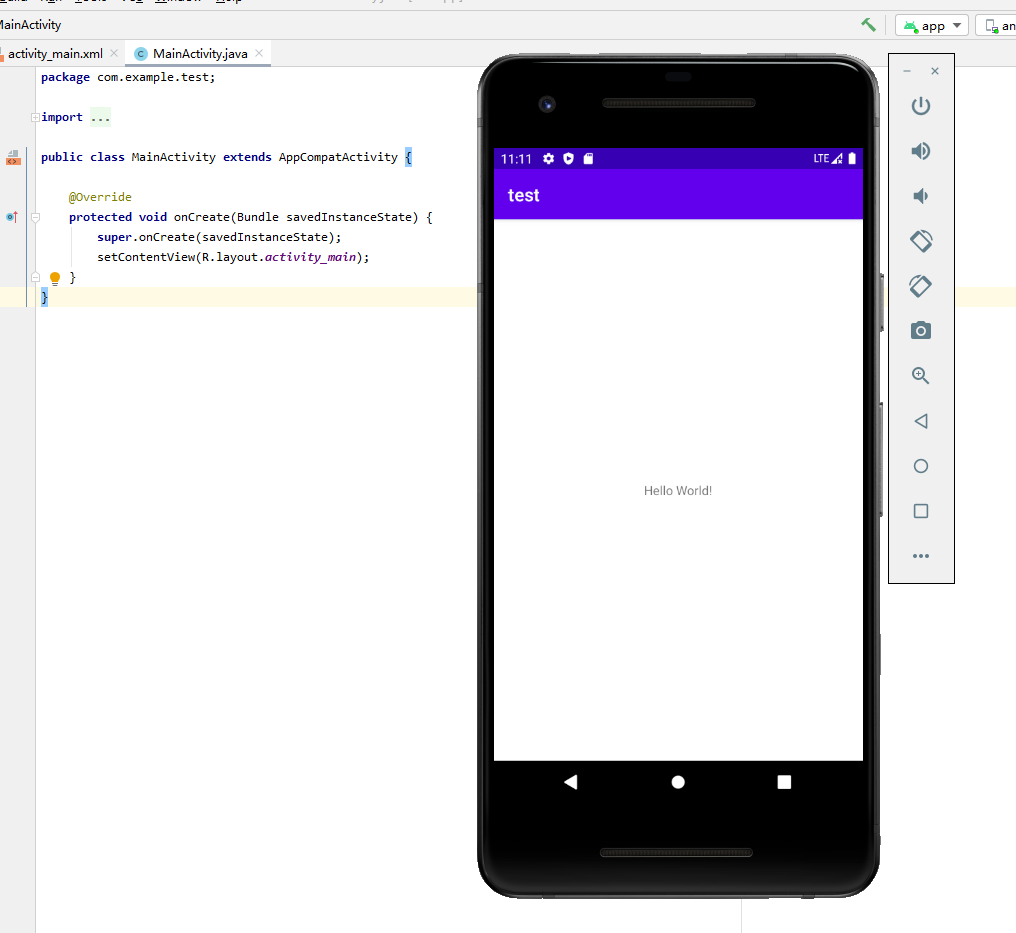 MainActivity
app
activity_main.xml
MainActivity.java
package com.example.test;
import ...
public class MainActivity extends AppCompatActivity {
@Override
protected void onCreate(Bundle savedInstanceState) {
super.onCreate(savedInstanceState);
setContentView(R.layout.activity_main);
}
}
11:11
LTE
test
Hello World!